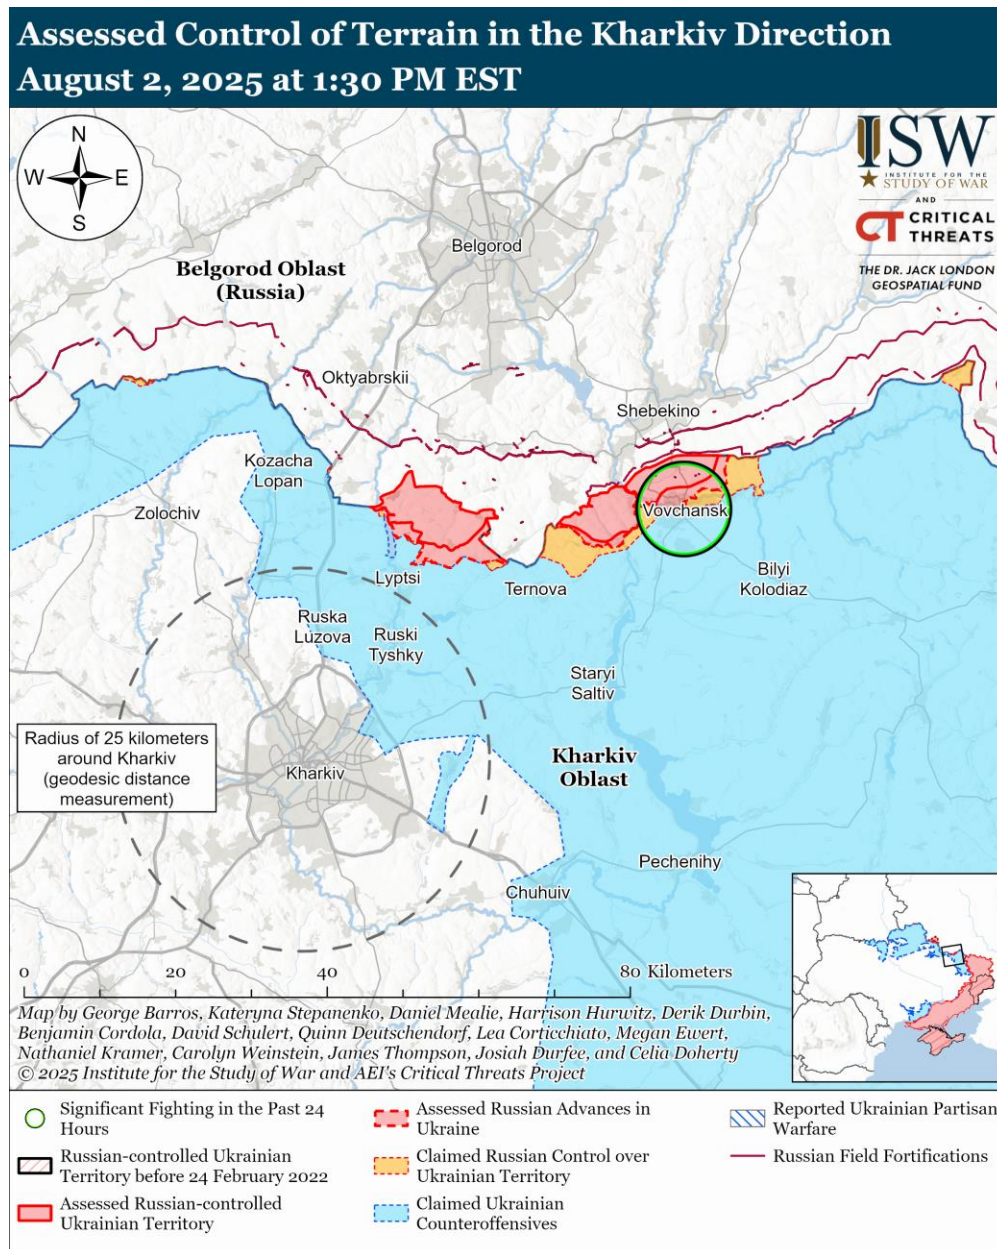 Assessed Control of Terrain in the Kharkiv Direction
August 2, 2025 at 1:30 PM EST
N
W
E
S
ISW
INSTITUTE FOR THE
STUDY OF WAR
AND
CT CRITICAL
THREATS
THE DR. JACK LONDON
GEOSPATIAL FUND
Belgorod
Belgorod Oblast
(Russia)
Oktyabrskii
Shebekino
Kozacha
Lopan
Zolochiv
Vovchansk
Lyptsi
Ternova
Bilyi
Kolodiaz
Ruska
Luzova
Ruski
Tyshky
Staryi
Saltiv
Radius of 25 kilometers
around Kharkiv
(geodesic distance
measurement)
Kharkiv
Kharkiv
Oblast
Pechenihy
Chuhuiv
0
20
40
80 Kilometers
Map by George Barros, Kateryna Stepanenko, Daniel Mealie, Harrison Hurwitz, Derik Durbin,
Benjamin Cordola, David Schulert, Quinn Deutschendorf, Lea Corticchiato, Megan Ewert,
Nathaniel Kramer, Carolyn Weinstein, James Thompson, Josiah Durfee, and Celia Doherty
© 2025 Institute for the Study of War and AEI's Critical Threats Project
Significant Fighting in the Past 24
Hours
Russian-controlled Ukrainian
Territory before 24 February 2022
Assessed Russian-controlled
Ukrainian Territory
Assessed Russian Advances in
Ukraine
Claimed Russian Control over
Ukrainian Territory
Claimed Ukrainian
Counteroffensives
Reported Ukrainian Partisan
Warfare
Russian Field Fortifications